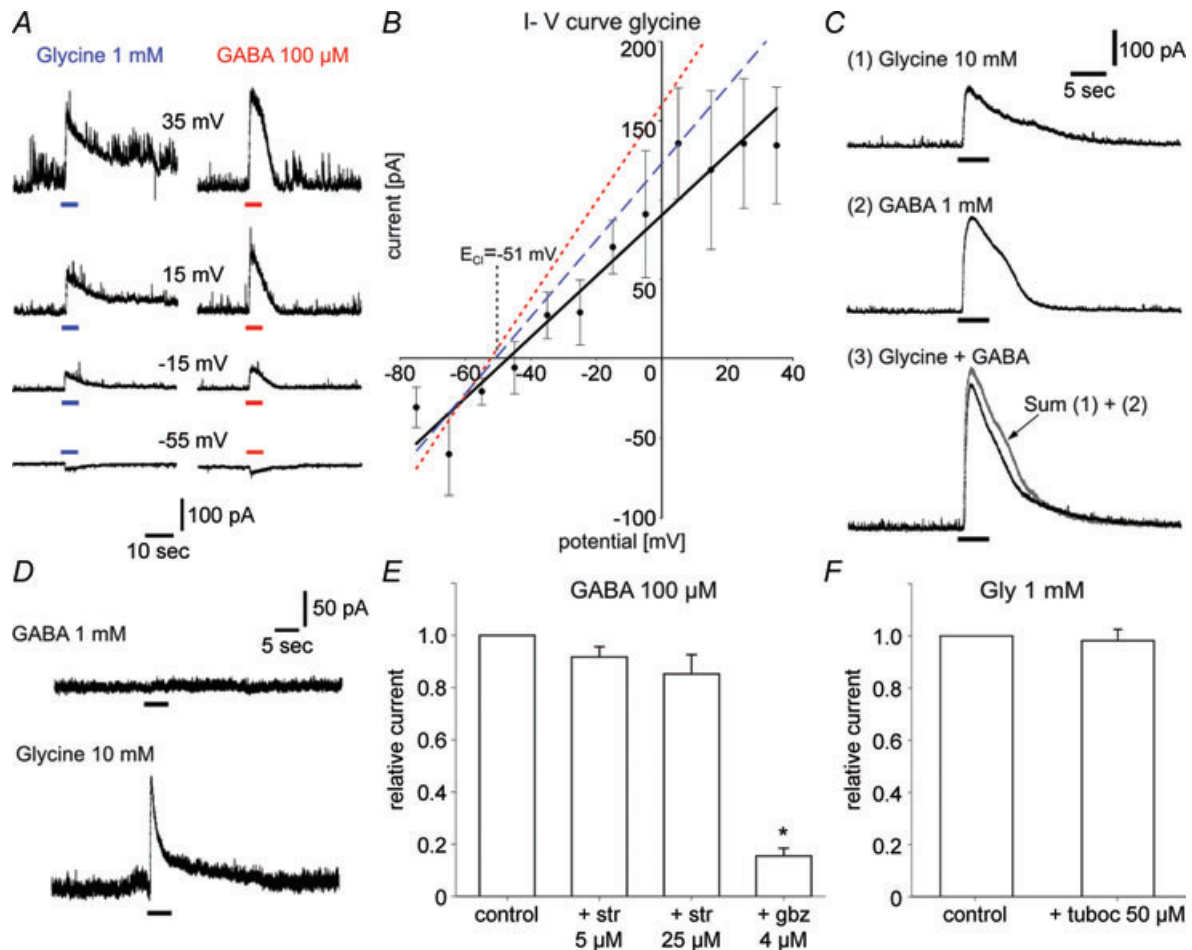 A
Glycine 1 mM
GABA 100 µM
35 mV
15 mV
-15 mV
-55 mV
100 pA
10 sec
B
I- V curve glycine
200
150
50
-50
-100
current [pA]
E_Cl=-51 mV
-80
-60
-40
-20
0
20
40
potential [mV]
C
100 pA
5 sec
(1) Glycine 10 mM
(2) GABA 1 mM
(3) Glycine + GABA
Sum (1) + (2)
D
50 pA
5 sec
GABA 1 mM
Glycine 10 mM
E
GABA 100 µM
relative current
1.0
0.8
0.6
0.4
0.2
0
*
control
+ str
5 µM
+ str
25 µM
+ gbz
4 µM
F
Gly 1 mM
relative current
1.0
0.8
0.6
0.4
0.2
0
control
+ tuboc 50 µM